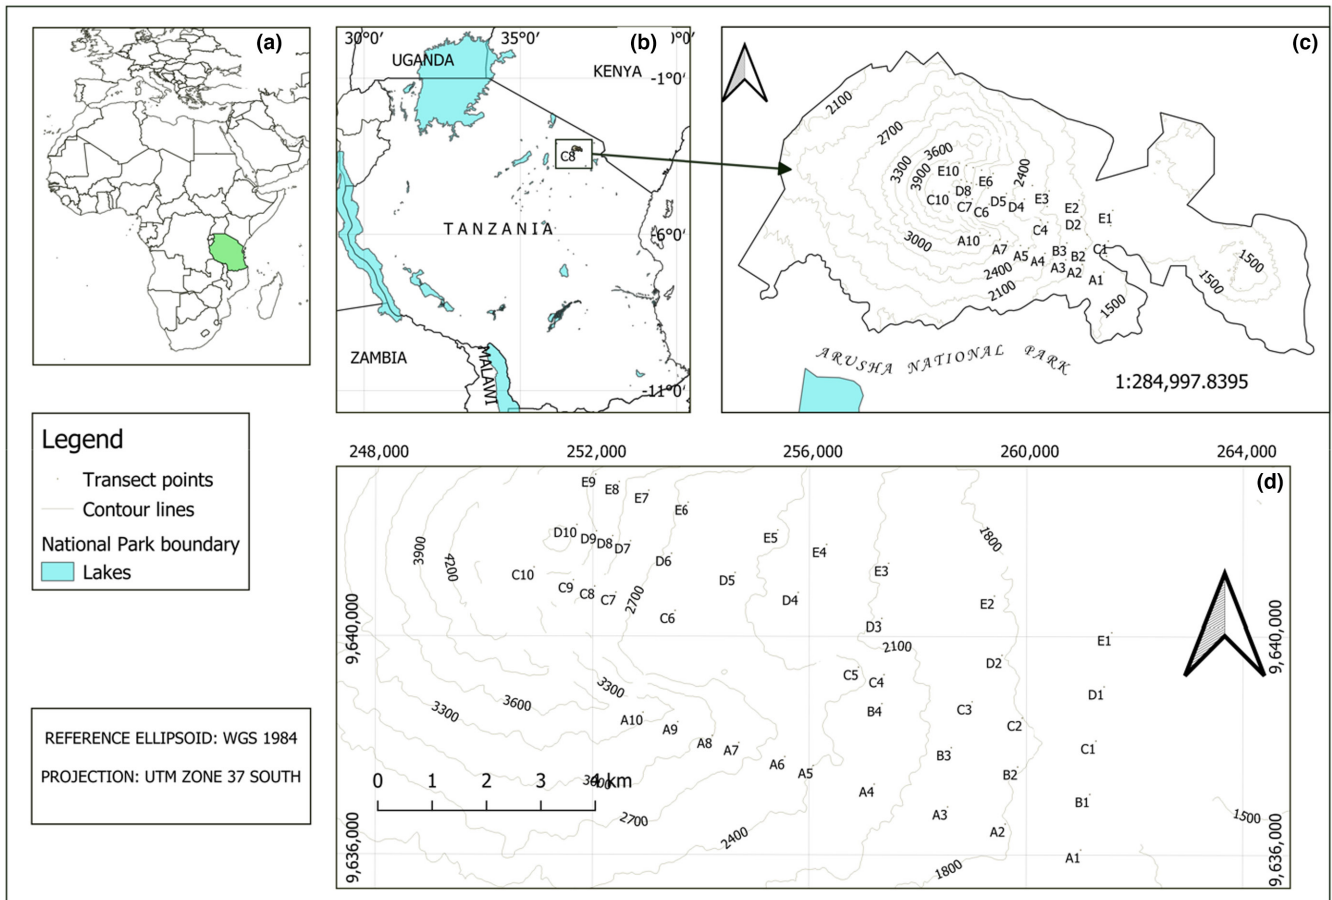 (a)
30°0′
35°0′
)°0′
(b)
UGANDA
KENYA
-1°0′
C8
TANZANIA
-6°0′
ZAMBIA
MALAWI
-11°0′
(c)
2100
2700
3600
3300
3900
2400
E10
E6
D8
C10
C7
C6
D5
D4
E3
E2
D2
E1
C4
3000
A10
A7
A5
A4
B3
B2
C1
A3
A2
A1
2400
2100
1500
1500
1500
ARUSHA NATIONAL PARK
1:284,997.8395
Legend
Transect points
Contour lines
National Park boundary
Lakes
REFERENCE ELLIPSOID: WGS 1984
PROJECTION: UTM ZONE 37 SOUTH
248,000
252,000
256,000
260,000
264,000
(d)
E9
E8
E7
E6
D10
D9
D8
D7
D6
E5
E4
E3
1800
3900
4200
C10
C9
C8
C7
2700
C6
D5
D4
E2
9,640,000
9,640,000
D3
2100
E1
D2
C5
C4
D1
3300
3600
3300
A10
A9
B4
C3
C2
A8
A7
B3
C1
A6
A5
B2
0 1 2 3 4 km
3000
A4
B1
2700
2400
A3
A2
1500
9,636,000
9,636,000
A1
1800